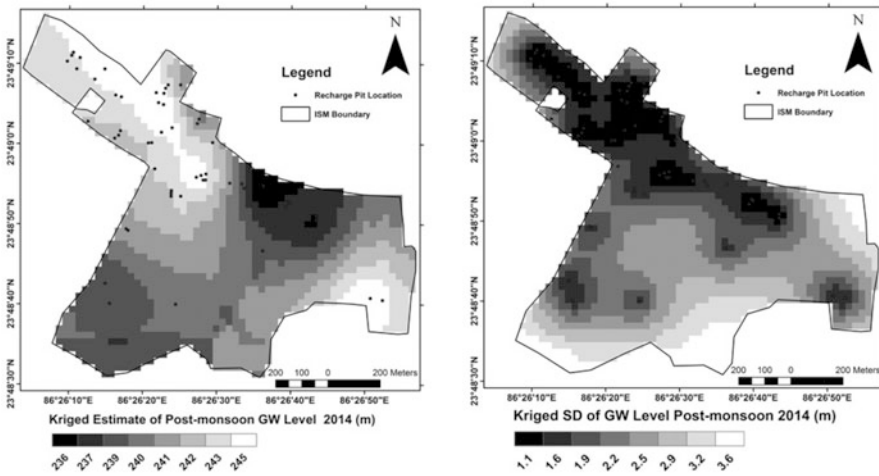 N
Legend
Recharge Pit Location
ISM Boundary
23°49'10"N
23°49'0"N
23°48'50"N
23°48'40"N
23°48'30"N
200 100 0 200 Meters
86°26'10"E 86°26'20"E 86°26'30"E 86°26'40"E 86°26'50"E
Kriged Estimate of Post-monsoon GW Level 2014 (m)
236 237 239 240 241 242 243 245
N
Legend
Recharge Pit Location
ISM Boundary
23°49'10"N
23°49'0"N
23°48'50"N
23°48'40"N
23°48'30"N
200 100 0 200 Meters
86°26'10"E 86°26'20"E 86°26'30"E 86°26'40"E 86°26'50"E
Kriged SD of GW Level Post-monsoon 2014 (m)
1.1 1.6 1.9 2.2 2.5 2.9 3.2 3.6